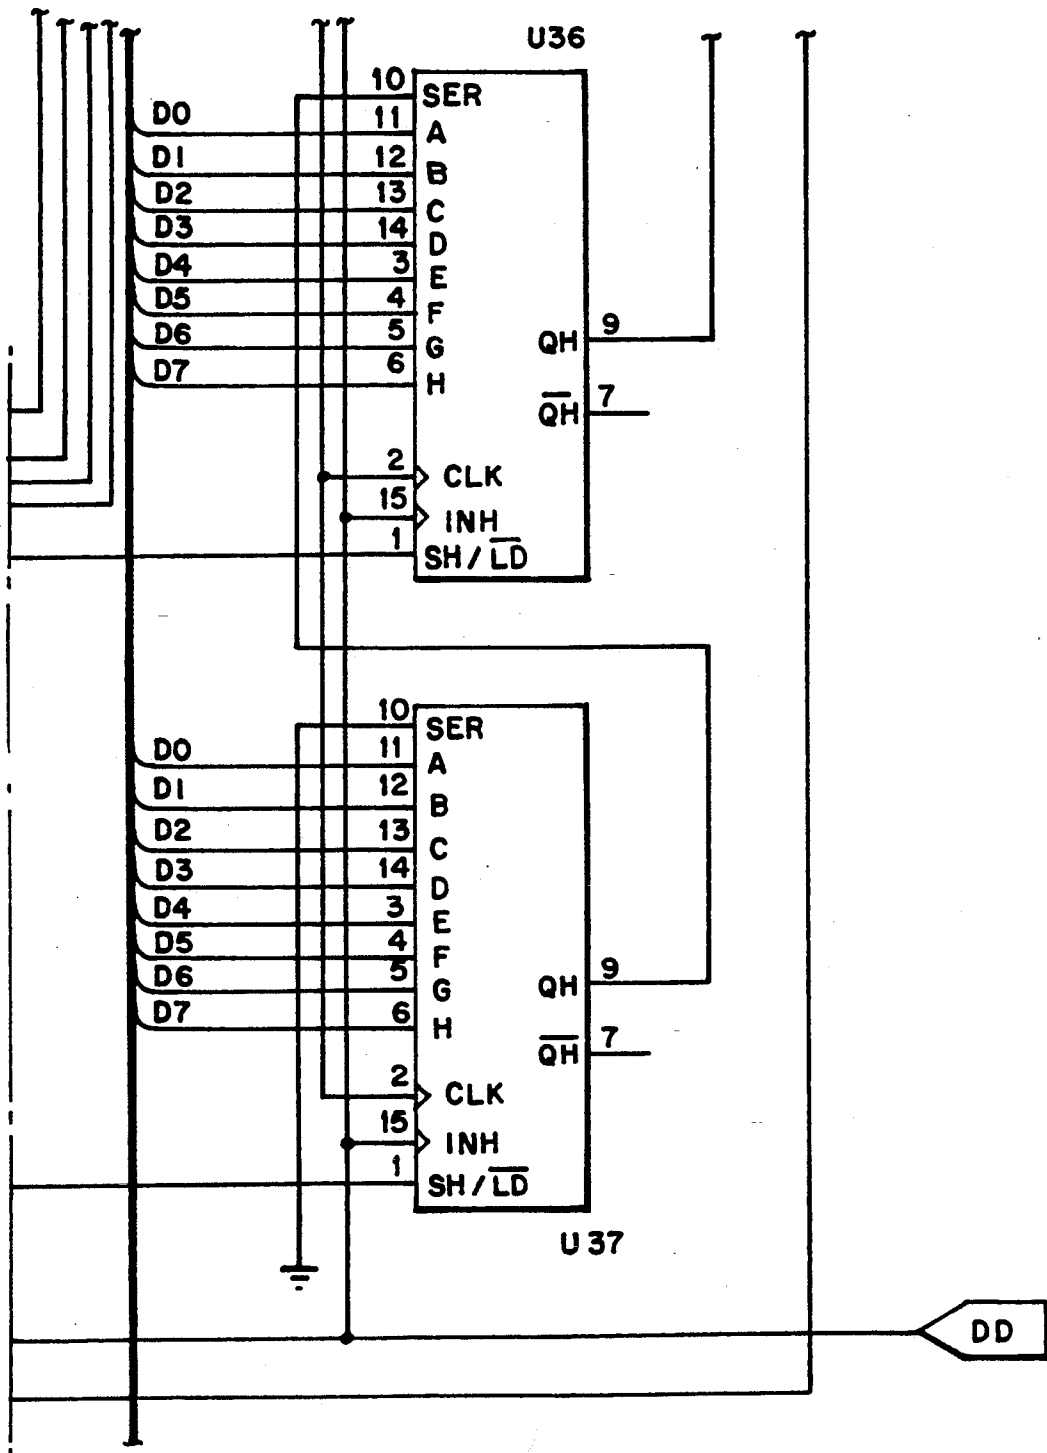 U36
10 SER
D0 11 A
D1 12 B
D2 13 C
D3 14 D
D4 3 E
D5 4 F
D6 5 G
QH 9
D7 6 H
QH 7
2 CLK
15 INH
1 SH/LD
10 SER
D0 11 A
D1 12 B
D2 13 C
D3 14 D
D4 3 E
D5 4 F
D6 5 G
QH 9
D7 6 H
QH 7
2 CLK
15 INH
1 SH/LD
U37
DD